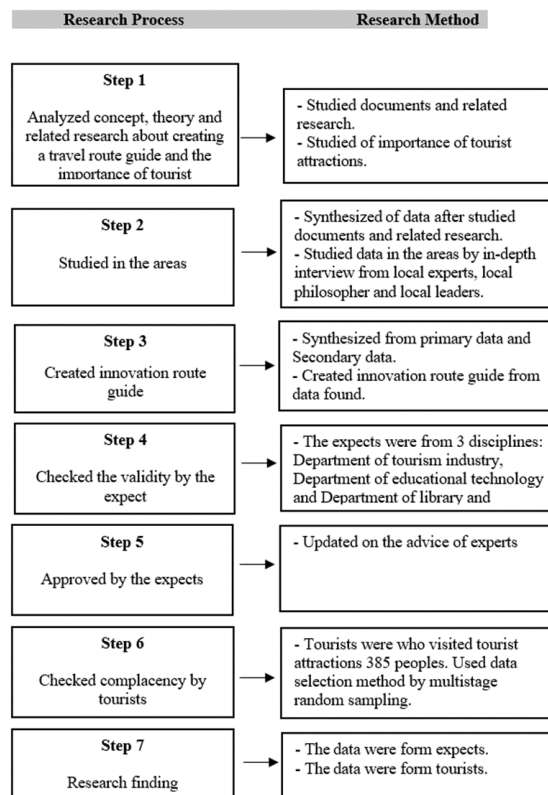 Research Process Research Method
Step 1
Analyzed concept, theory and
related research about creating
a travel route guide and the
importance of tourist
- Studied documents and related
research.
- Studied of importance of tourist
attractions.
Step 2
Studied in the areas
- Synthesized of data after studied
documents and related research.
- Studied data in the areas by in-depth
interview from local experts, local
philosopher and local leaders.
Step 3
Created innovation route
guide
- Synthesized from primary data and
Secondary data.
- Created innovation route guide from
data found.
Step 4
Checked the validity by the
expect
- The expects were from 3 disciplines:
Department of tourism industry,
Department of educational technology
and Department of library and
Step 5
Approved by the expects
- Updated on the advice of experts
Step 6
Checked complacency by
tourists
- Tourists were who visited tourist
attractions 385 peoples. Used data
selection method by multistage
random sampling.
Step 7
Research finding
- The data were form expects.
- The data were form tourists.